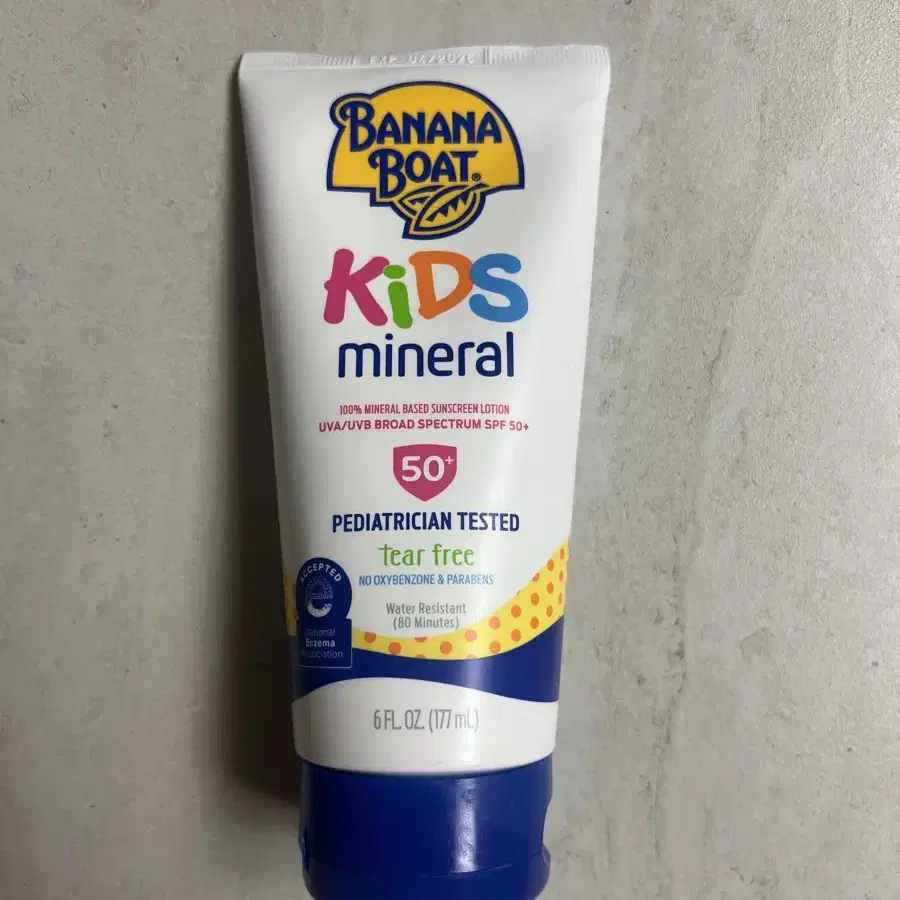 EXP
BANANA
BOAT®
KiDS
mineral
100% MINERAL BASED SUNSCREEN LOTION
UVA/UVB BROAD SPECTRUM SPF 50+
50+
PEDIATRICIAN TESTED
tear free
NO OXYBENZONE & PARABENS
Water Resistant
(80 Minutes)
ACCEPTED
National
Eczema
Association
6 FL. OZ. (177 mL)